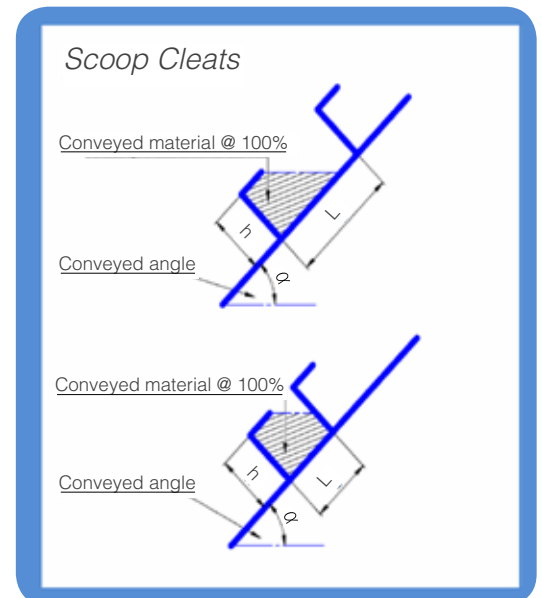 Scoop Cleats
Conveyed material @ 100%
h
L
Conveyed angle
α
Conveyed material @ 100%
h
L
Conveyed angle
α